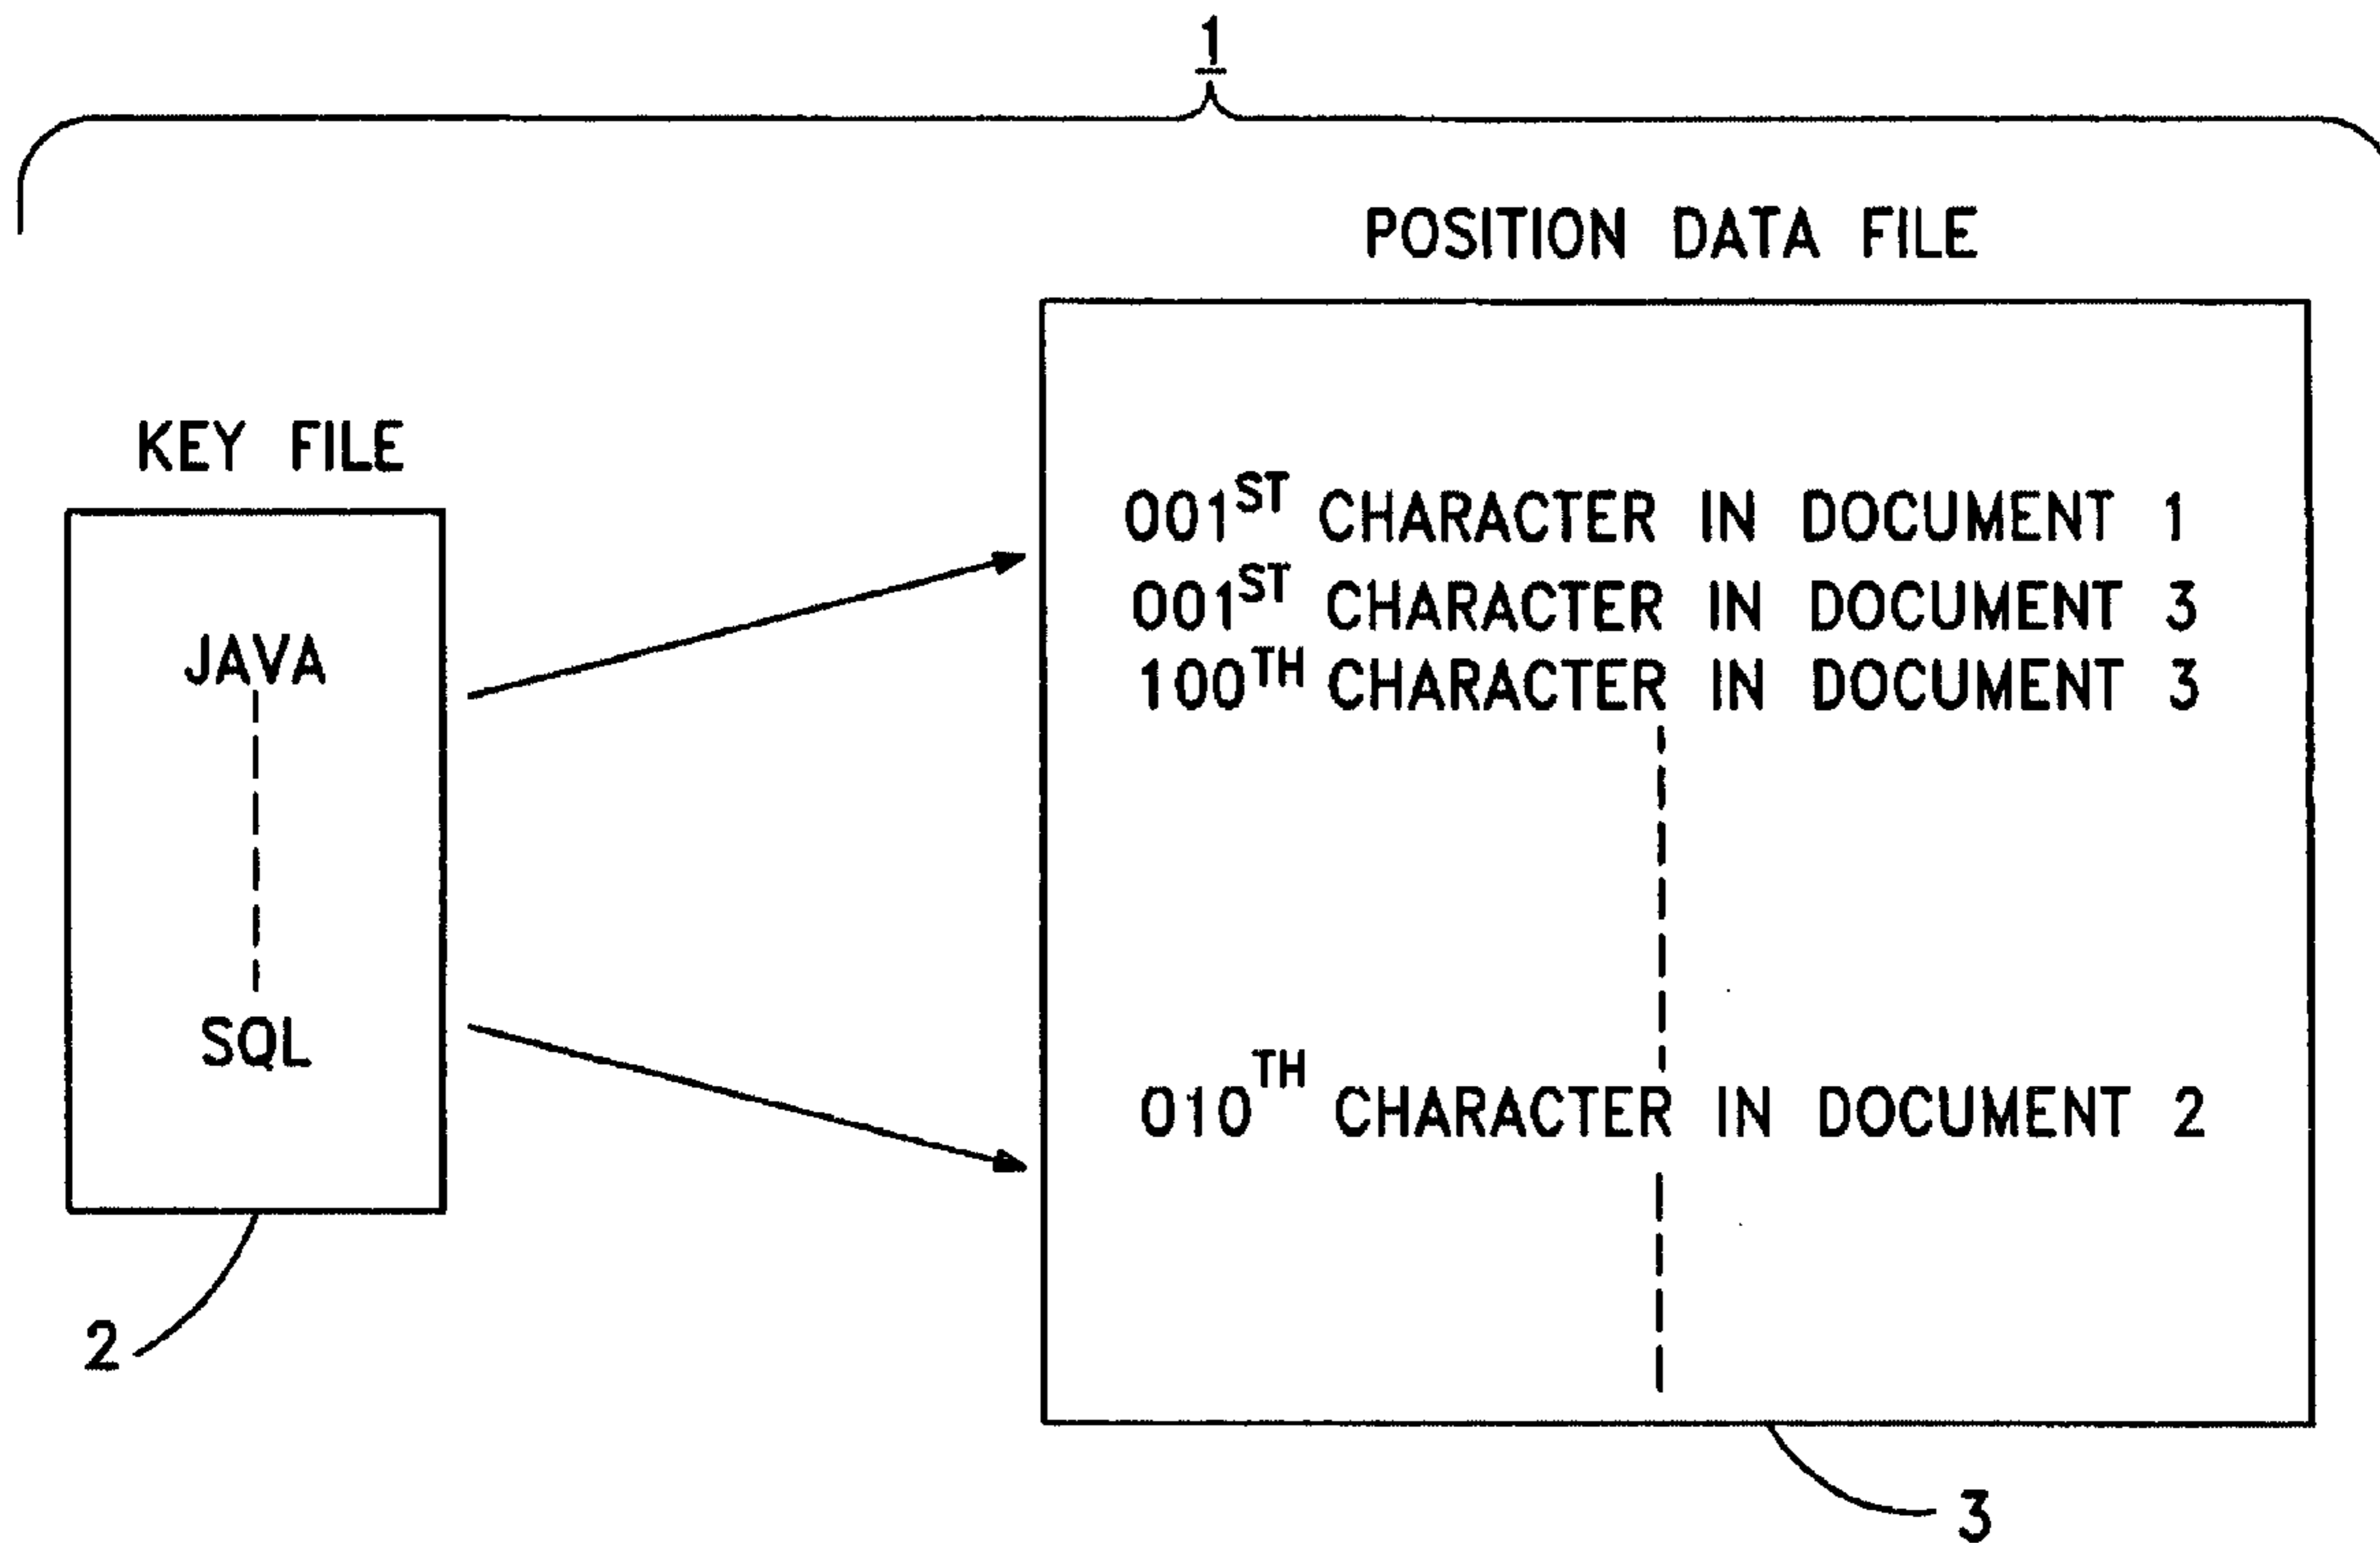 1
POSITION DATA FILE
KEY FILE
JAVA
SQL
001ST CHARACTER IN DOCUMENT 1
001ST CHARACTER IN DOCUMENT 3
100TH CHARACTER IN DOCUMENT 3
010TH CHARACTER IN DOCUMENT 2
2
3